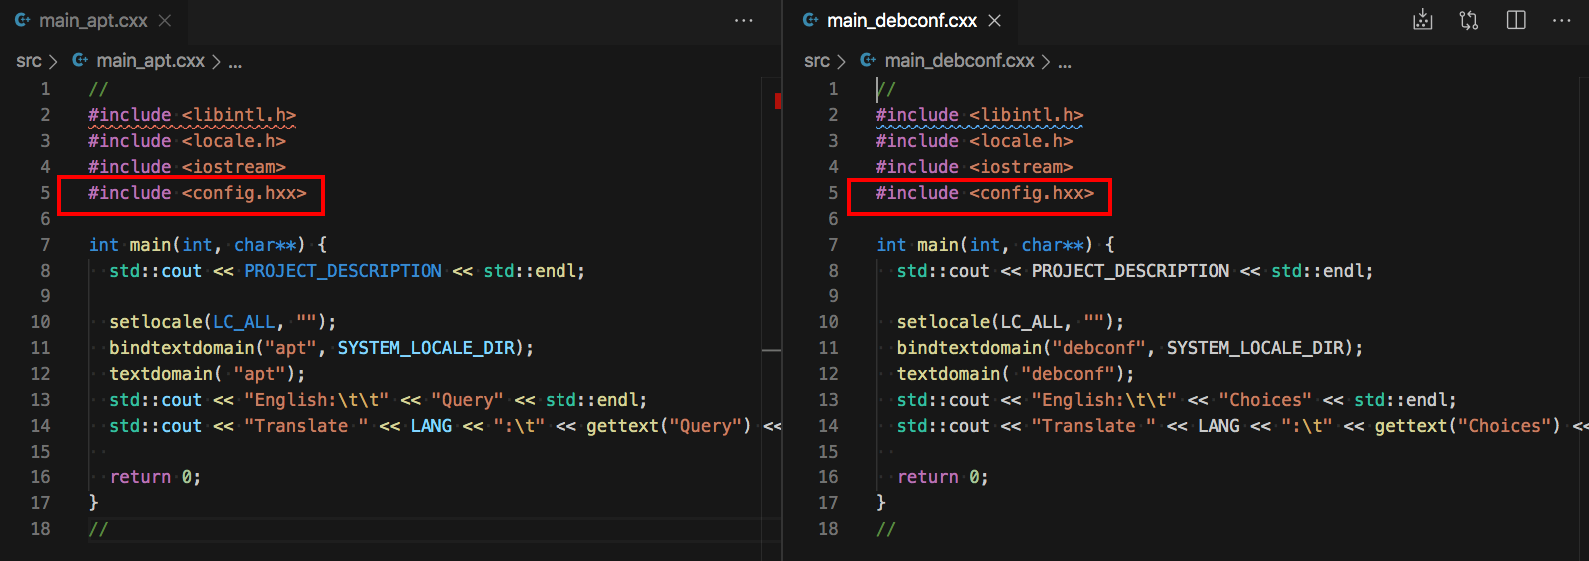 main_apt.cxx
src > main_apt.cxx > ...
1 //
2 #include <libintl.h>
3 #include <locale.h>
4 #include <iostream>
5 #include <config.hxx>
6
7 int main(int, char**) {
8 std::cout << PROJECT_DESCRIPTION << std::endl;
9
10 setlocale(LC_ALL, "");
11 bindtextdomain("apt", SYSTEM_LOCALE_DIR);
12 textdomain( "apt");
13 std::cout << "English:\t\t" << "Query" << std::endl;
14 std::cout << "Translate " << LANG << ":\t" << gettext("Query") <<
15
16 return 0;
17 }
18 //
main_debconf.cxx
src > main_debconf.cxx > ...
1 //
2 #include <libintl.h>
3 #include <locale.h>
4 #include <iostream>
5 #include <config.hxx>
6
7 int main(int, char**) {
8 std::cout << PROJECT_DESCRIPTION << std::endl;
9
10 setlocale(LC_ALL, "");
11 bindtextdomain("debconf", SYSTEM_LOCALE_DIR);
12 textdomain( "debconf");
13 std::cout << "English:\t\t" << "Choices" << std::endl;
14 std::cout << "Translate " << LANG << ":\t" << gettext("Choices") <<
15
16 return 0;
17 }
18 //